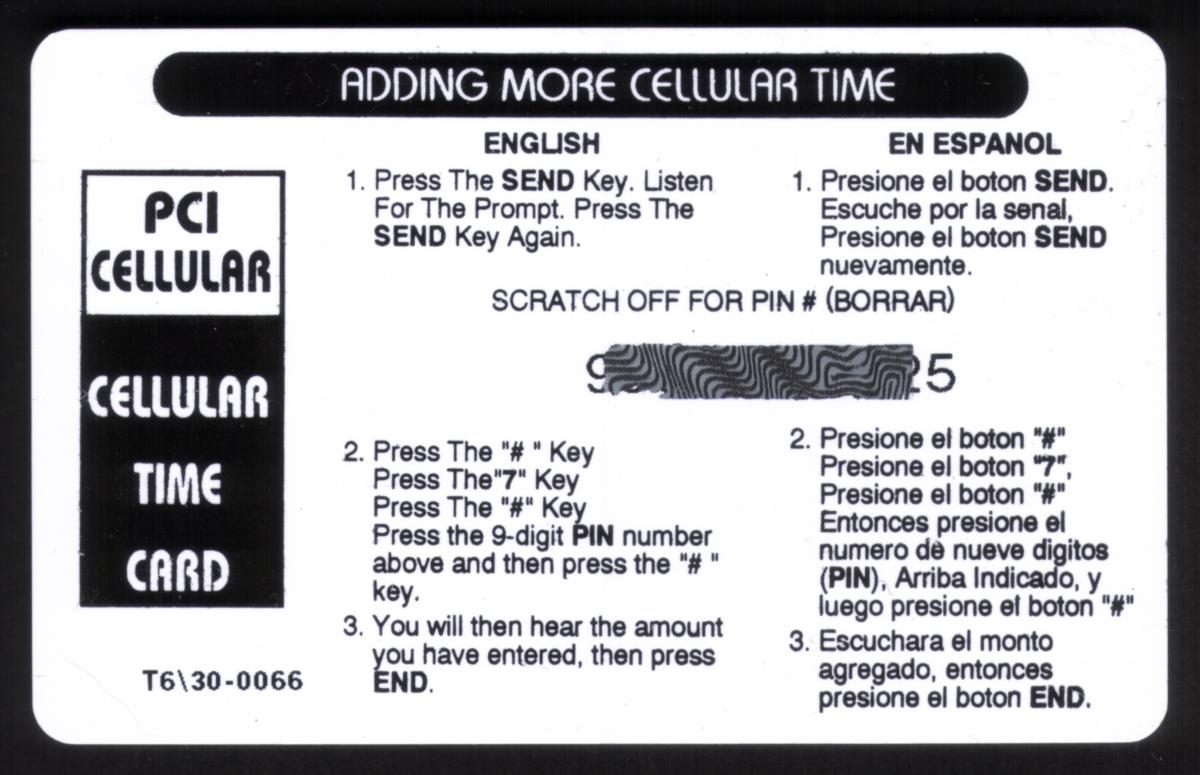 ADDING MORE CELLULAR TIME
PCI
CELLULAR
CELLULAR
TIME
CARD
T6\30-0066
ENGLISH
1. Press The SEND Key. Listen
For The Prompt. Press The
SEND Key Again.
EN ESPANOL
1. Presione el boton SEND.
Escuche por la senal,
Presione el boton SEND
nuevamente.
SCRATCH OFF FOR PIN # (BORRAR)
2. Press The "# " Key
Press The"7" Key
Press The "#" Key
Press the 9-digit PIN number
above and then press the "# "
key.
3. You will then hear the amount
you have entered, then press
END.
2. Presione el boton "#"
Presione el boton "7",
Presione el boton "#"
Entonces presione el
numero de nueve digitos
(PIN), Arriba Indicado, y
luego presione el boton "#"
3. Escuchara el monto
agregado, entonces
presione el boton END.